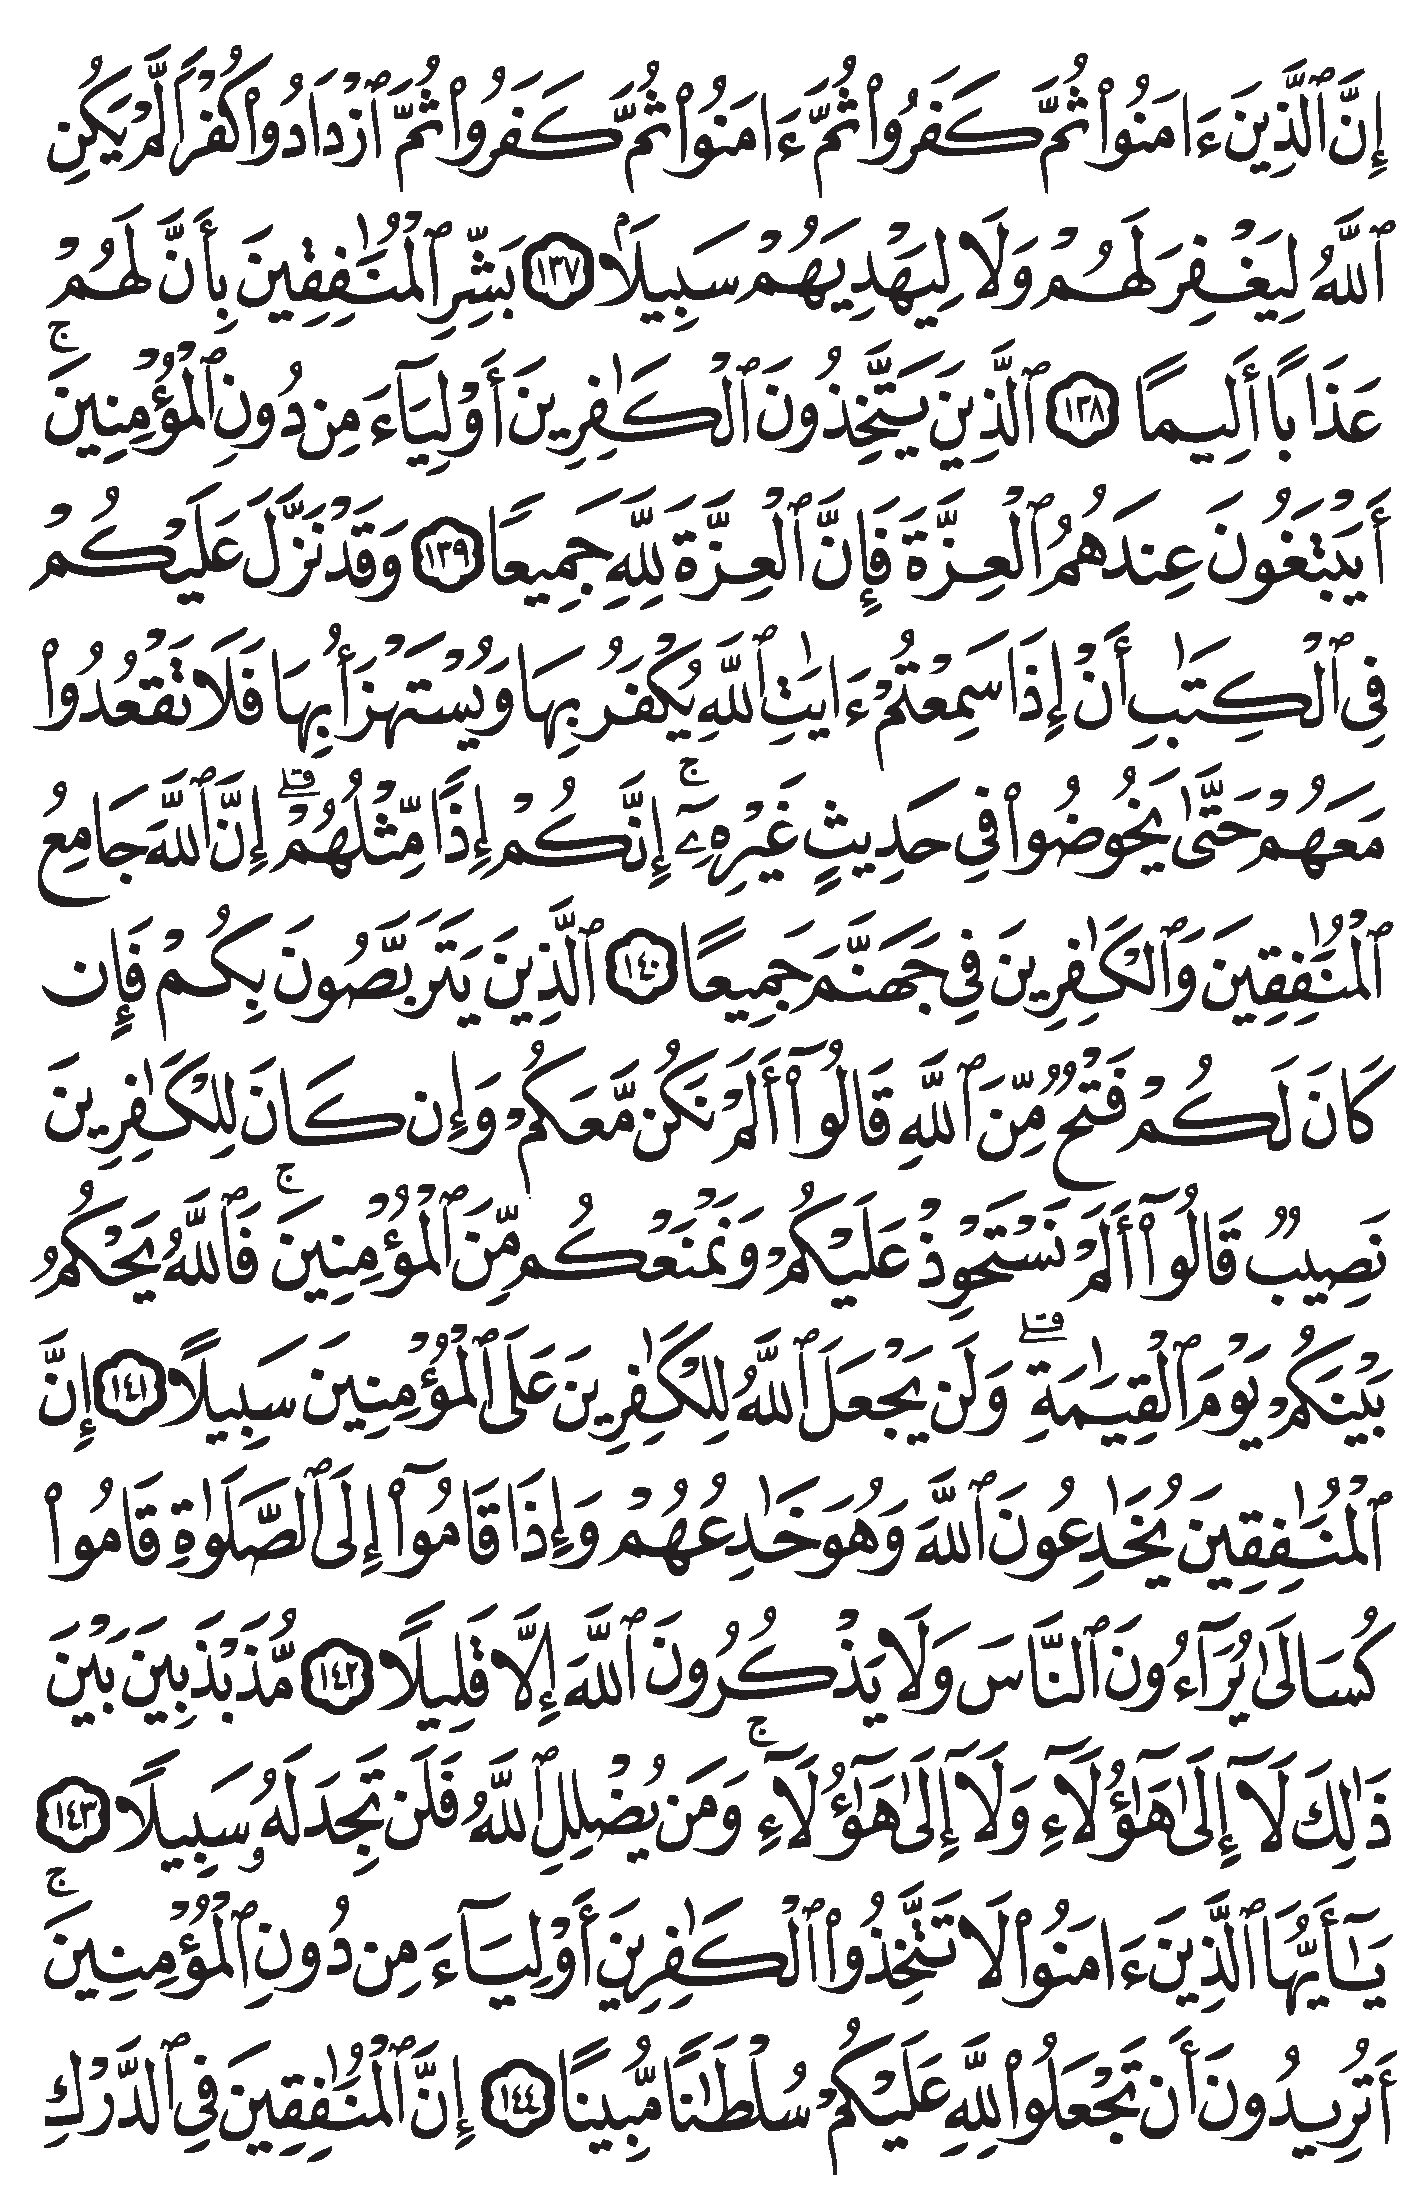 إِنَّ ٱلَّذِينَ ءَامَنُوا۟ ثُمَّ كَفَرُوا۟ ثُمَّ ءَامَنُوا۟ ثُمَّ كَفَرُوا۟ ثُمَّ ٱزْدَادُوا۟ كُفْرًا لَّمْ يَكُنِ
ٱللَّهُ لِيَغْفِرَ لَهُمْ وَلَا لِيَهْدِيَهُمْ سَبِيلًۢا ١٣٧ بَشِّرِ ٱلْمُنَٰفِقِينَ بِأَنَّ لَهُمْ
عَذَابًا أَلِيمًا ١٣٨ ٱلَّذِينَ يَتَّخِذُونَ ٱلْكَٰفِرِينَ أَوْلِيَآءَ مِن دُونِ ٱلْمُؤْمِنِينَ ۚ
أَيَبْتَغُونَ عِندَهُمُ ٱلْعِزَّةَ فَإِنَّ ٱلْعِزَّةَ لِلَّهِ جَمِيعًا ١٣٩ وَقَدْ نَزَّلَ عَلَيْكُمْ
فِى ٱلْكِتَٰبِ أَنْ إِذَا سَمِعْتُمْ ءَايَٰتِ ٱللَّهِ يُكْفَرُ بِهَا وَيُسْتَهْزَأُ بِهَا فَلَا تَقْعُدُوا۟
مَعَهُمْ حَتَّىٰ يَخُوضُوا۟ فِى حَدِيثٍ غَيْرِهِۦٓ ۚ إِنَّكُمْ إِذًا مِّثْلُهُمْ ۗ إِنَّ ٱللَّهَ جَامِعُ
ٱلْمُنَٰفِقِينَ وَٱلْكَٰفِرِينَ فِى جَهَنَّمَ جَمِيعًا ١٤٠ ٱلَّذِينَ يَتَرَبَّصُونَ بِكُمْ فَإِن
كَانَ لَكُمْ فَتْحٌ مِّنَ ٱللَّهِ قَالُوٓا۟ أَلَمْ نَكُن مَّعَكُمْ وَإِن كَانَ لِلْكَٰفِرِينَ
نَصِيبٌ قَالُوٓا۟ أَلَمْ نَسْتَحْوِذْ عَلَيْكُمْ وَنَمْنَعْكُم مِّنَ ٱلْمُؤْمِنِينَ ۚ فَٱللَّهُ يَحْكُمُ
بَيْنَكُمْ يَوْمَ ٱلْقِيَٰمَةِ ۗ وَلَن يَجْعَلَ ٱللَّهُ لِلْكَٰفِرِينَ عَلَى ٱلْمُؤْمِنِينَ سَبِيلًا ١٤١ إِنَّ
ٱلْمُنَٰفِقِينَ يُخَٰدِعُونَ ٱللَّهَ وَهُوَ خَٰدِعُهُمْ وَإِذَا قَامُوٓا۟ إِلَى ٱلصَّلَوٰةِ قَامُوا۟
كُسَالَىٰ يُرَآءُونَ ٱلنَّاسَ وَلَا يَذْكُرُونَ ٱللَّهَ إِلَّا قَلِيلًا ١٤٢ مُّذَبْذَبِينَ بَيْنَ
ذَٰلِكَ لَآ إِلَىٰ هَٰٓؤُلَآءِ وَلَآ إِلَىٰ هَٰٓؤُلَآءِ ۚ وَمَن يُضْلِلِ ٱللَّهُ فَلَن تَجِدَ لَهُۥ سَبِيلًا ١٤٣
يَٰٓأَيُّهَا ٱلَّذِينَ ءَامَنُوا۟ لَا تَتَّخِذُوا۟ ٱلْكَٰفِرِينَ أَوْلِيَآءَ مِن دُونِ ٱلْمُؤْمِنِينَ ۚ
أَتُرِيدُونَ أَن تَجْعَلُوا۟ لِلَّهِ عَلَيْكُمْ سُلْطَٰنًا مُّبِينًا ١٤٤ إِنَّ ٱلْمُنَٰفِقِينَ فِى ٱلدَّرْكِ